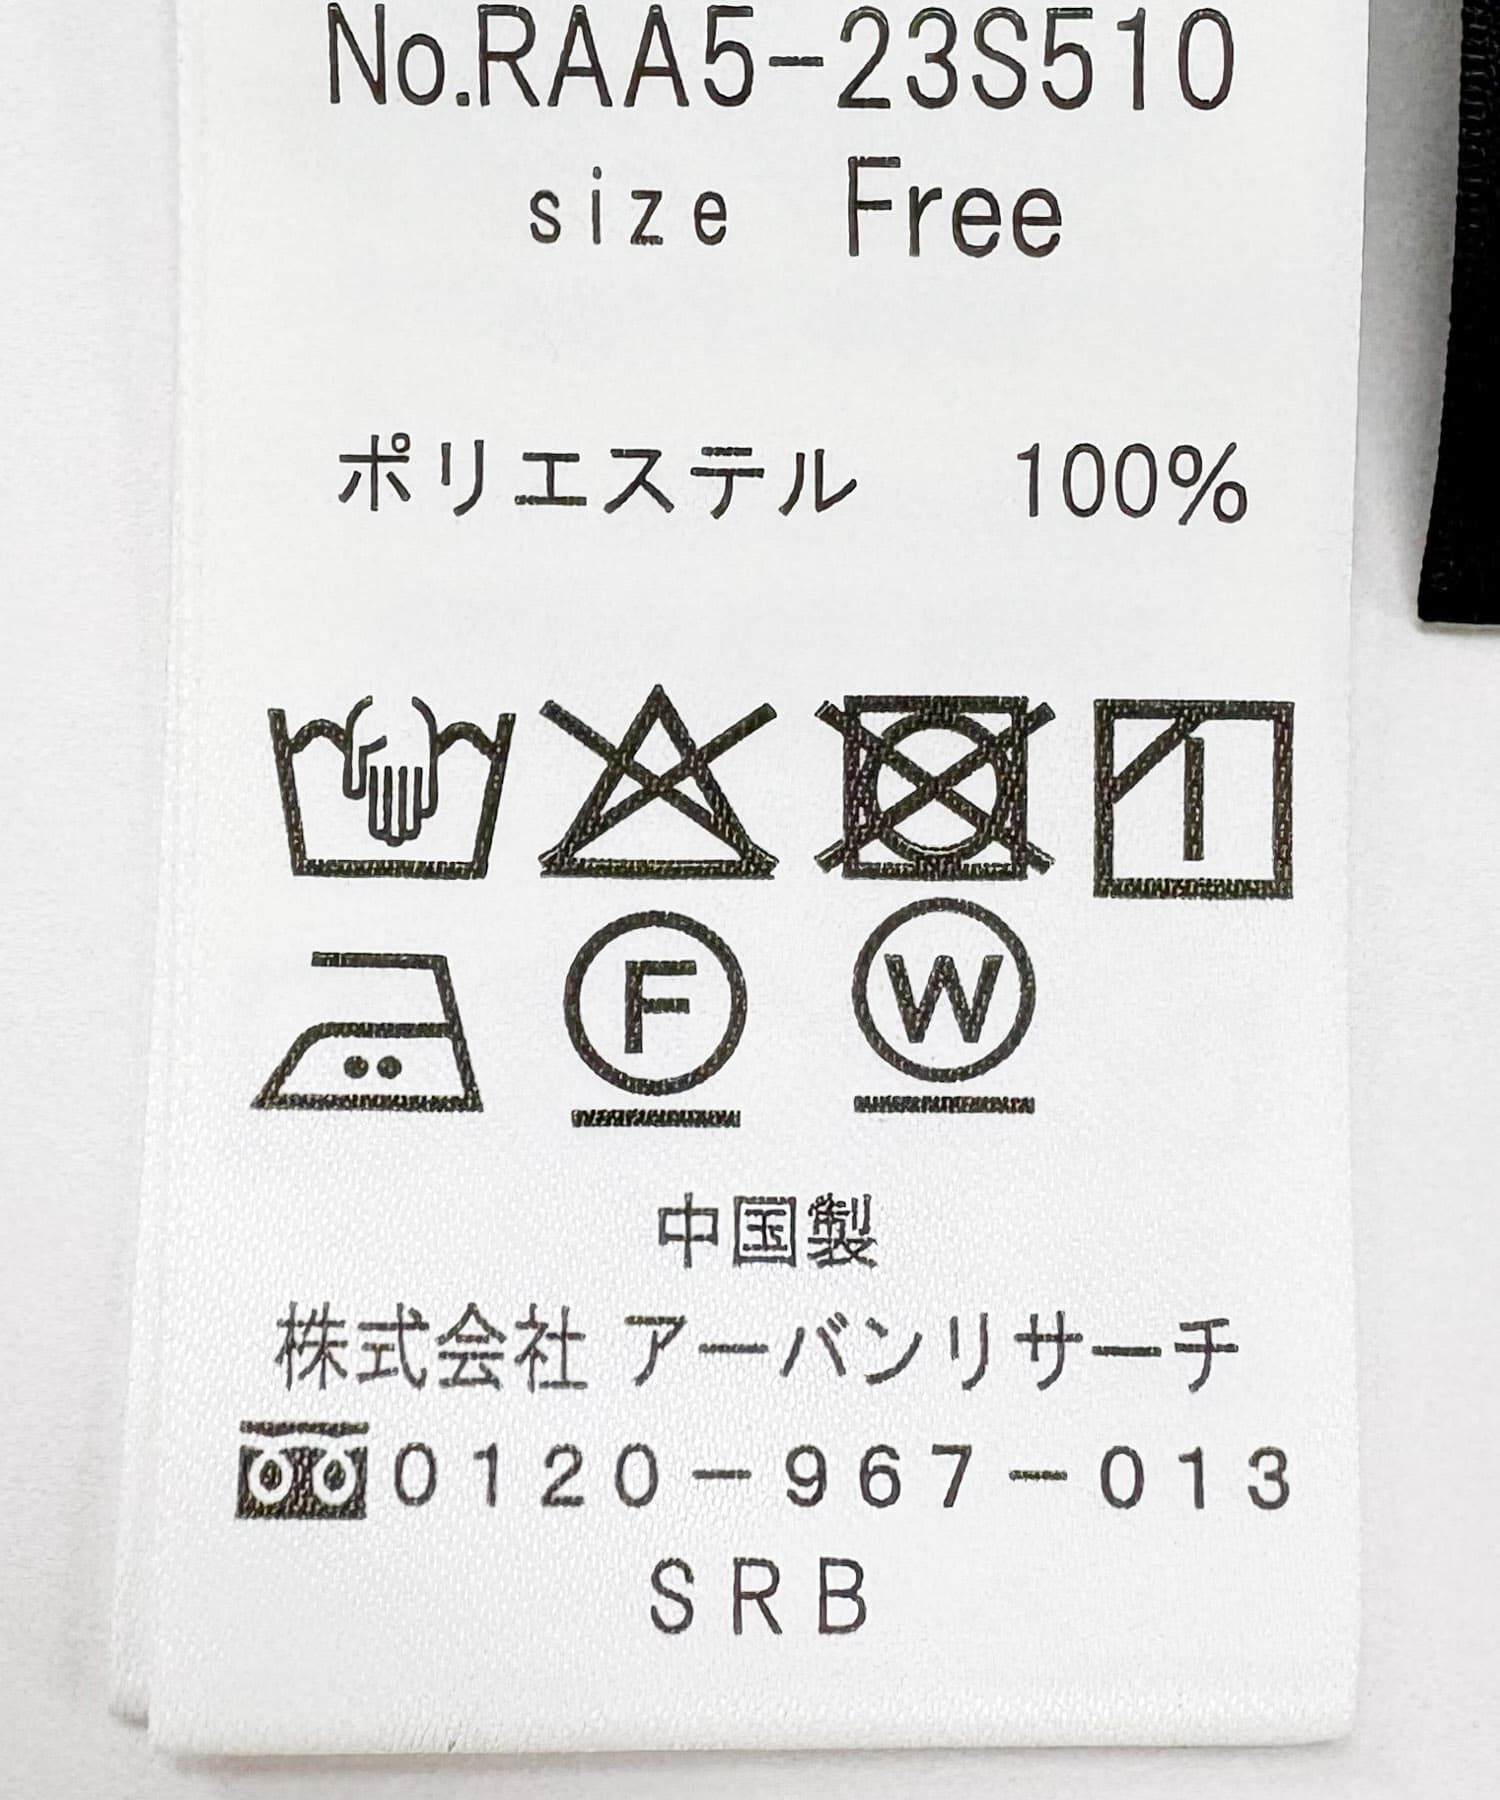 No.RAA5-23S510
size Free
ポリエステル 100%
F W
中国製
株式会社 アーバンリサーチ
0120-967-013
SRB